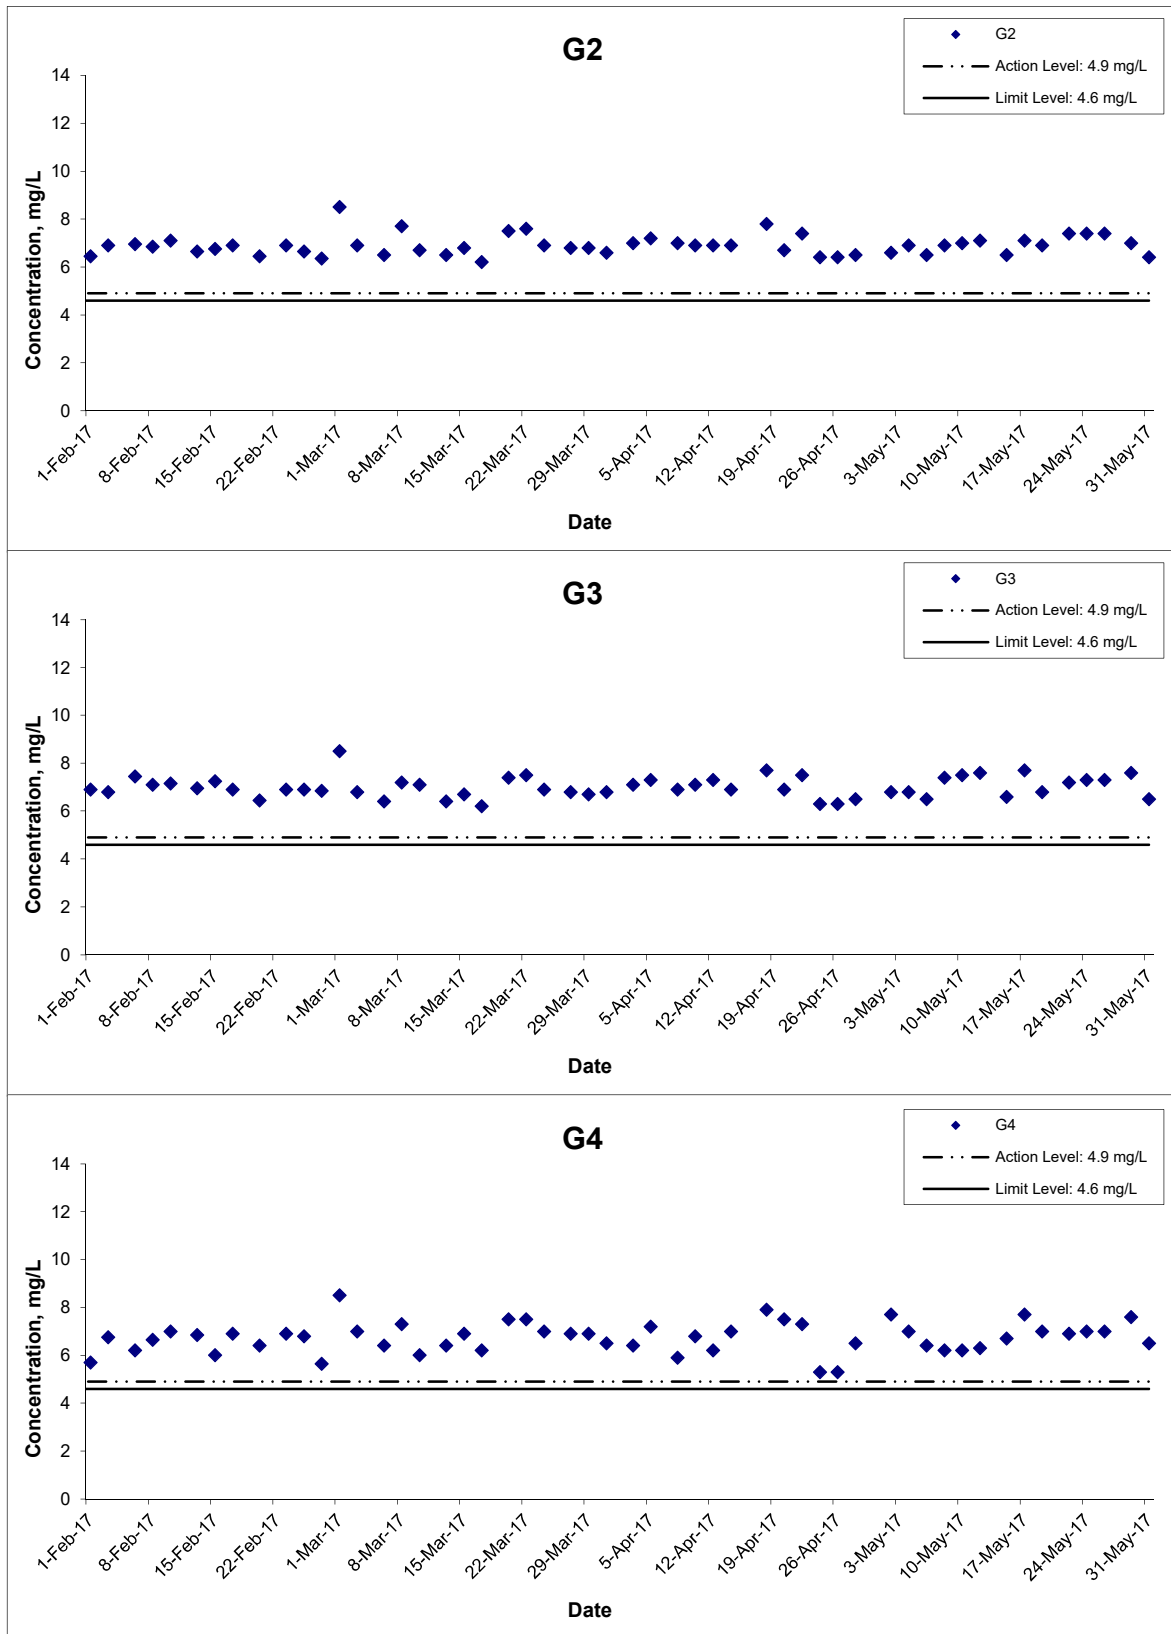 G2
G2
Action Level: 4.9 mg/L
Limit Level: 4.6 mg/L
Concentration, mg/L
14
12
10
8
6
4
2
0
1-Feb-17
8-Feb-17
15-Feb-17
22-Feb-17
1-Mar-17
8-Mar-17
15-Mar-17
22-Mar-17
29-Mar-17
5-Apr-17
12-Apr-17
19-Apr-17
26-Apr-17
3-May-17
10-May-17
17-May-17
24-May-17
31-May-17
Date
G3
G3
Action Level: 4.9 mg/L
Limit Level: 4.6 mg/L
Concentration, mg/L
14
12
10
8
6
4
2
0
1-Feb-17
8-Feb-17
15-Feb-17
22-Feb-17
1-Mar-17
8-Mar-17
15-Mar-17
22-Mar-17
29-Mar-17
5-Apr-17
12-Apr-17
19-Apr-17
26-Apr-17
3-May-17
10-May-17
17-May-17
24-May-17
31-May-17
Date
G4
G4
Action Level: 4.9 mg/L
Limit Level: 4.6 mg/L
Concentration, mg/L
14
12
10
8
6
4
2
0
1-Feb-17
8-Feb-17
15-Feb-17
22-Feb-17
1-Mar-17
8-Mar-17
15-Mar-17
22-Mar-17
29-Mar-17
5-Apr-17
12-Apr-17
19-Apr-17
26-Apr-17
3-May-17
10-May-17
17-May-17
24-May-17
31-May-17
Date